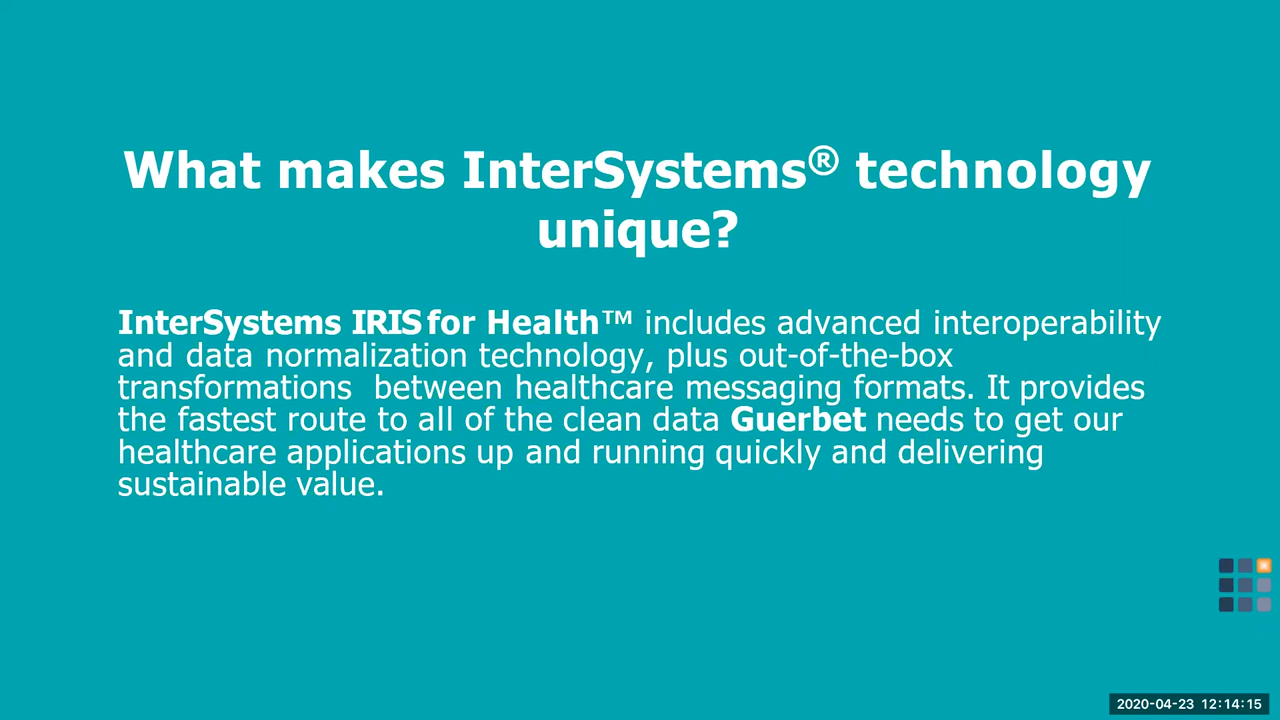 What makes InterSystems® technology
unique?
InterSystems IRIS for Health™ includes advanced interoperability
and data normalization technology, plus out-of-the-box
transformations  between healthcare messaging formats. It provides
the fastest route to all of the clean data Guerbet needs to get our
healthcare applications up and running quickly and delivering
sustainable value.
2020-04-23 12:14:15